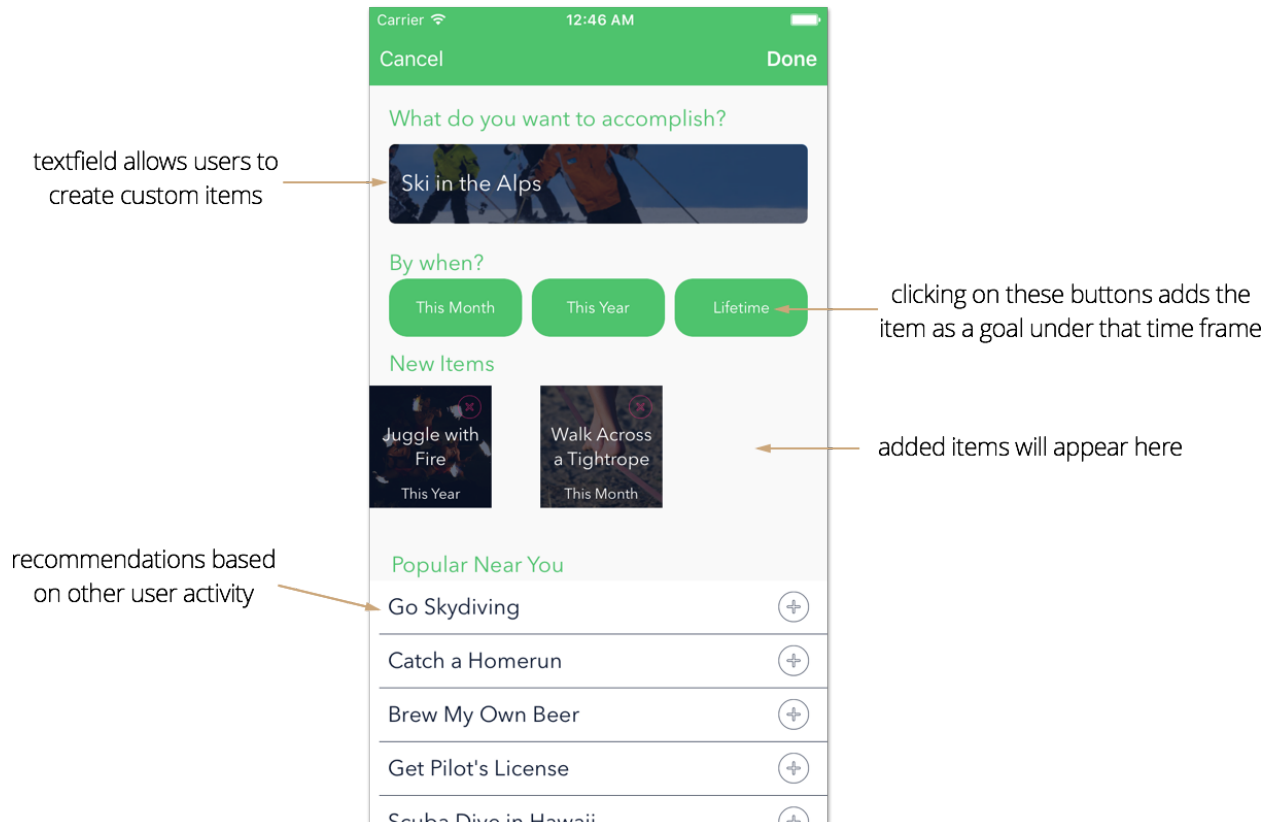 Carrier 12:46 AM
Cancel Done
What do you want to accomplish?
textfield allows users to
create custom items
Ski in the Alps
By when?
This Month This Year Lifetime
clicking on these buttons adds the
item as a goal under that time frame
New Items
Juggle with
Fire
This Year
Walk Across
a Tightrope
This Month
added items will appear here
recommendations based
on other user activity
Popular Near You
Go Skydiving
Catch a Homerun
Brew My Own Beer
Get Pilot's License
Scuba Dive in Hawaii